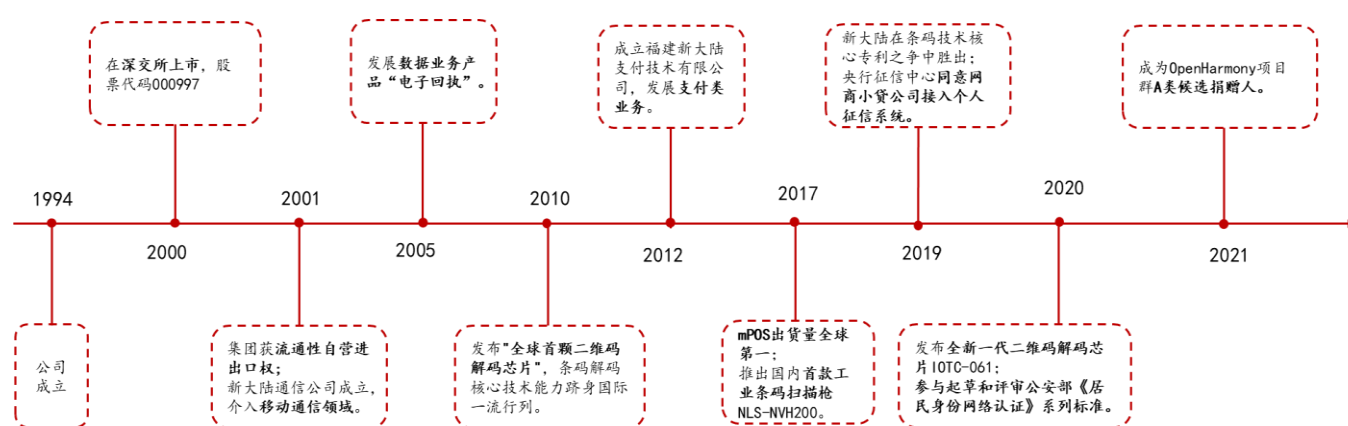 在深交所上市，股
票代码000997
发展数据业务产
品“电子回执”。
成立福建新大陆
支付技术有限公
司，发展支付类
业务。
新大陆在条码技术核
心专利之争中胜出；
央行征信中心同意网
商小贷公司接入个人
征信系统。
成为OpenHarmony项目
群A类候选捐赠人。
1994
2000
2001
2005
2010
2012
2017
2019
2020
2021
公司
成立
集团获流通性自营进
出口权；
新大陆通信公司成立，
介入移动通信领域。
发布"全球首颗二维码
解码芯片"，条码解码
核心技术能力跻身国际
一流行列。
mPOS出货量全球
第一；
推出国内首款工
业条码扫描枪
NLS-NVH200。
发布全新一代二维码解码芯
片IOTC-061；
参与起草和评审公安部《居
民身份网络认证》系列标准。